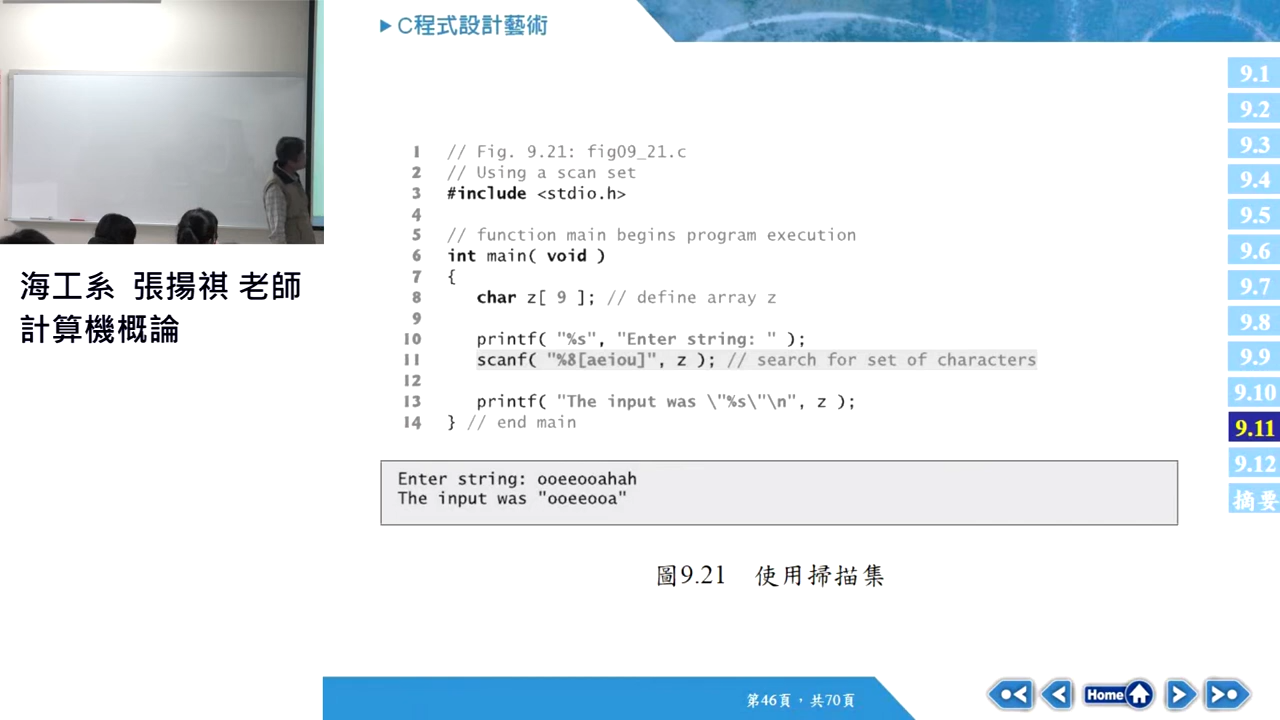 C程式設計藝術
海工系 張揚祺 老師
計算機概論
1 // Fig. 9.21: fig09_21.c
2 // Using a scan set
3 #include <stdio.h>
4
5 // function main begins program execution
6 int main( void )
7 {
8 char z[ 9 ]; // define array z
9
10 printf( "%s", "Enter string: " );
11 scanf( "%8[aeiou]", z ); // search for set of characters
12
13 printf( "The input was \"%s\"\n", z );
14 } // end main
Enter string: ooeeooahah
The input was "ooeeooa"
圖9.21 使用掃描集
9.1
9.2
9.3
9.4
9.5
9.6
9.7
9.8
9.9
9.10
9.11
9.12
摘要
第46頁，共70頁
Home